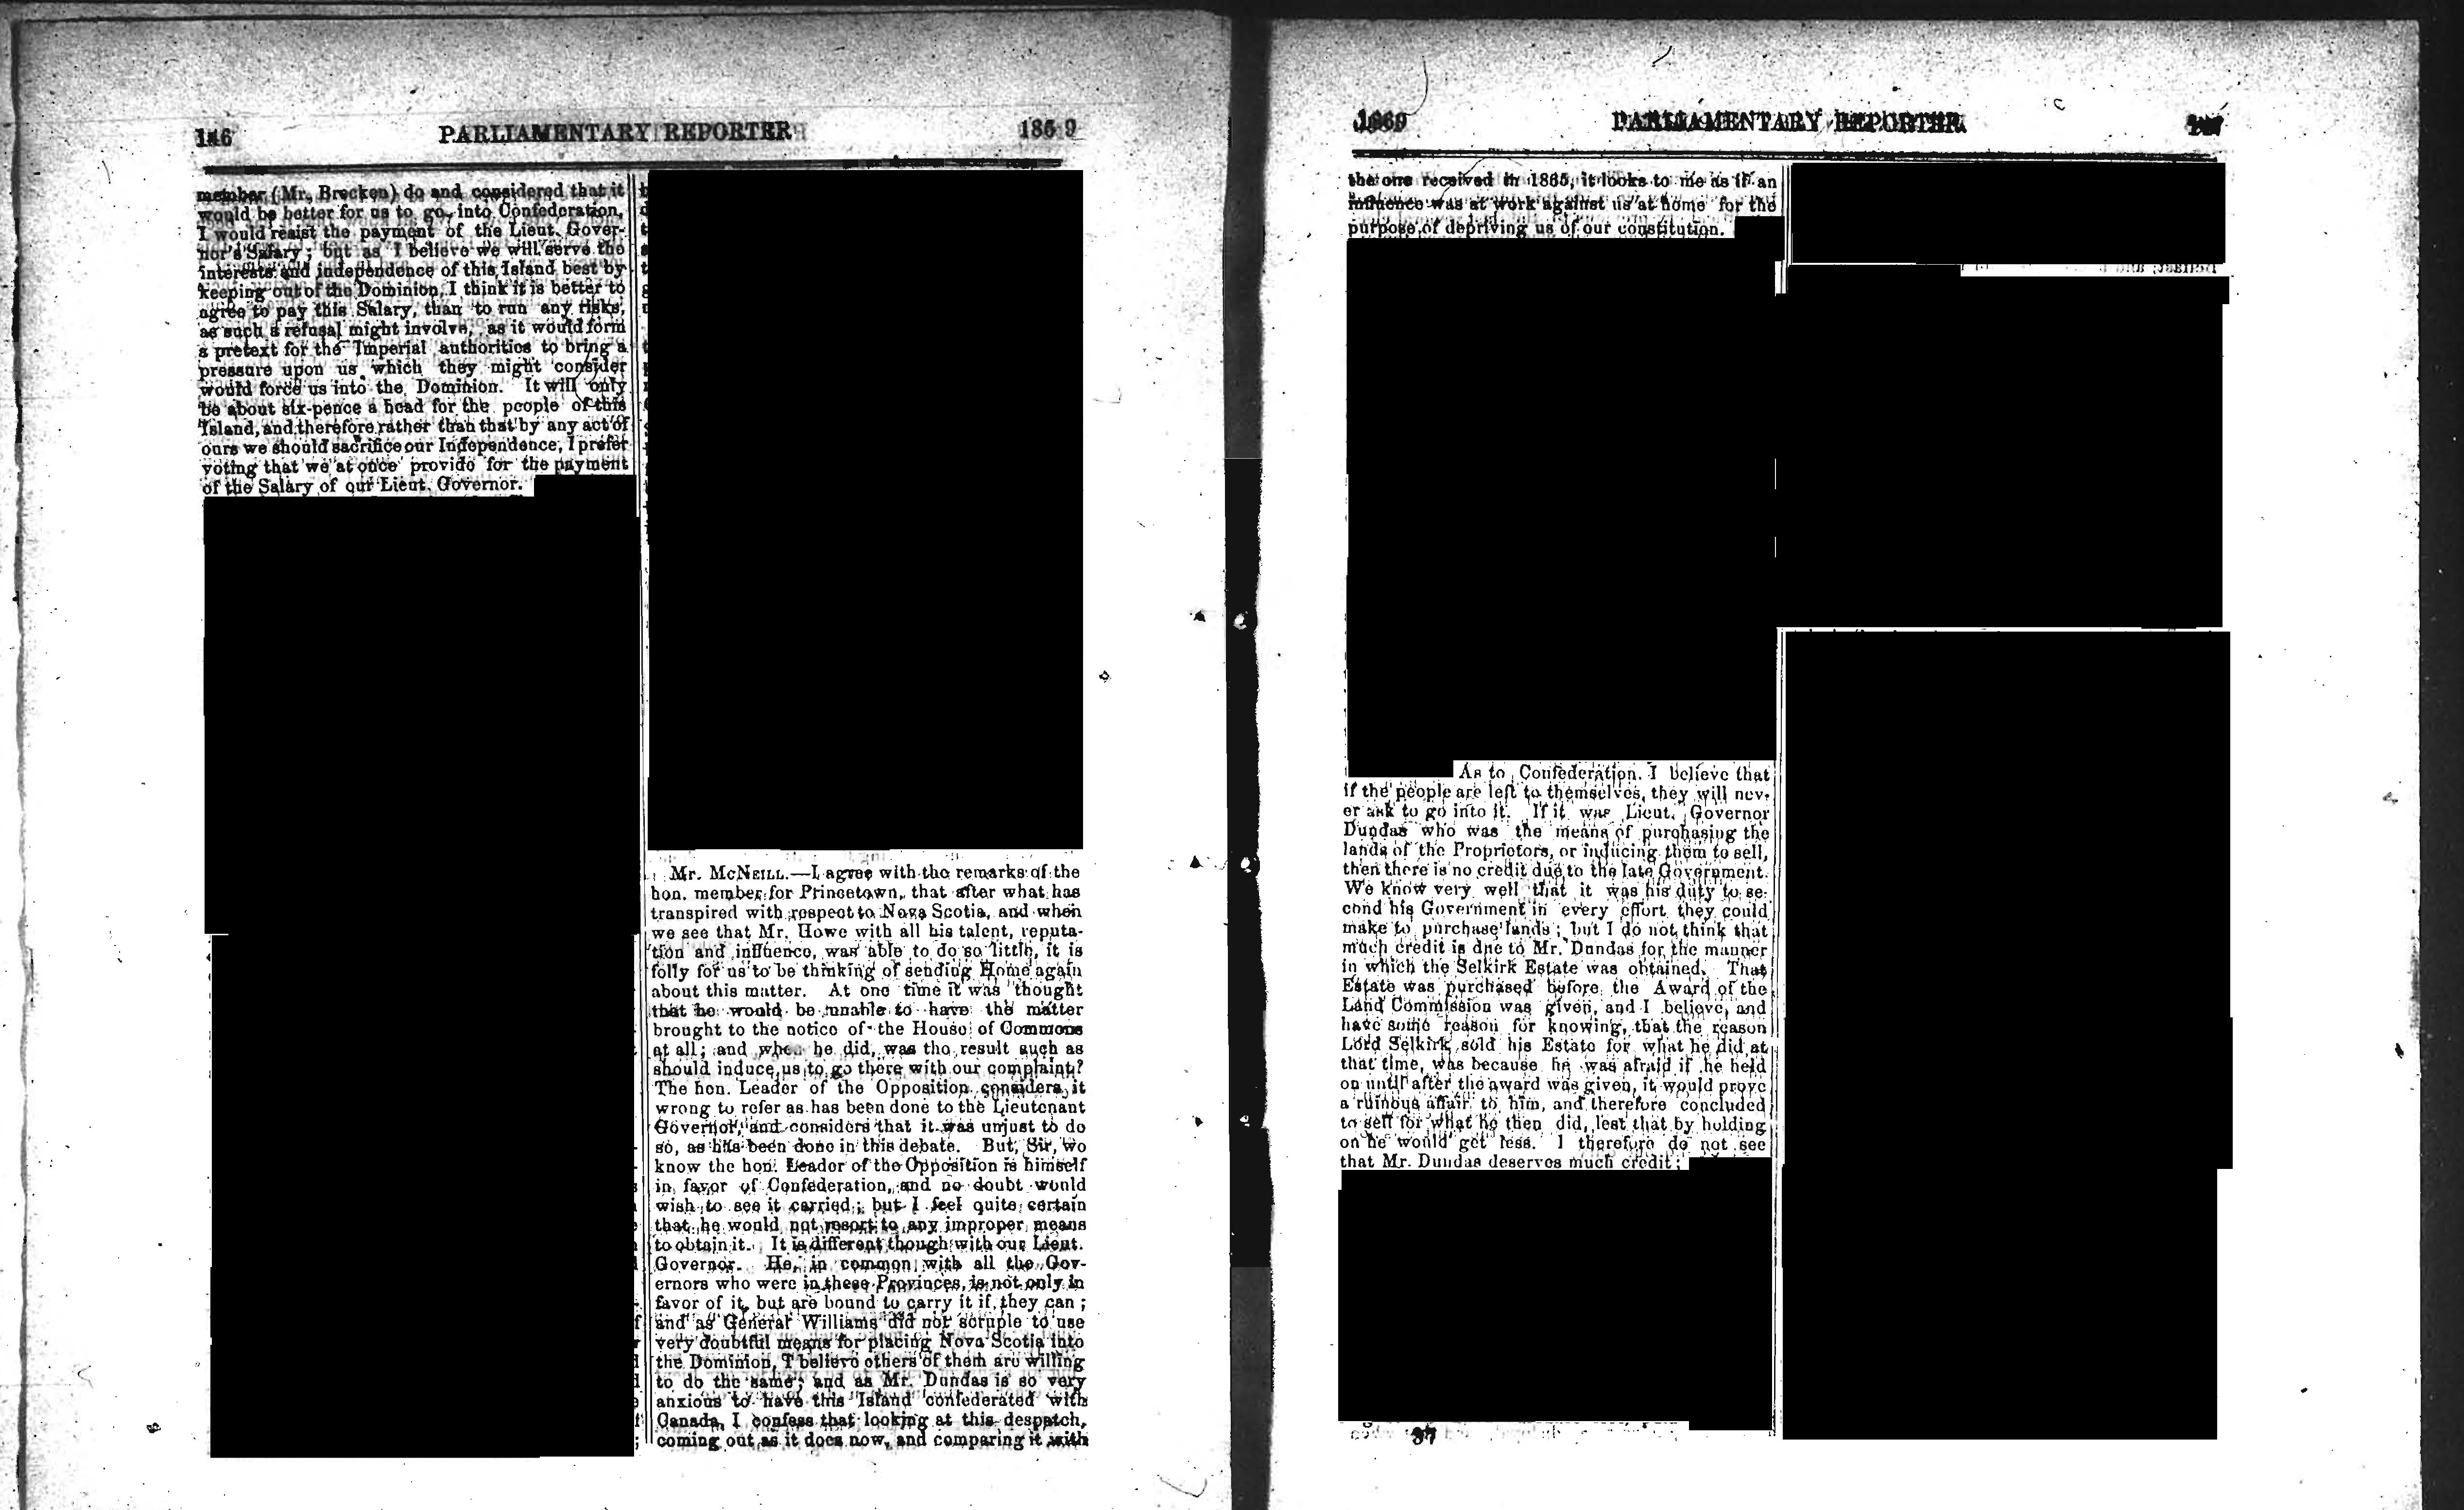 146 PARLIAMENTARY REPORTER 1869
member (Mr. Brecken) do and considered that it
would be better for us to go into Confederation,
I would resist the payment of the Lieut. Gover-
nor's Salary; but as I believe we will serve the
interests and independence of this Island best by
keeping out of the Dominion, I think it is better to
agree to pay this Salary, than to run any risks,
as such a refusal might involve, as it would form
a pretext for the Imperial authorities to bring a
pressure upon us which they might consider
would force us into the Dominion. It will only
be about six-pence a head for the people of this
Island, and therefore rather than that by any act of
ours we should sacrifice our Independence, I prefer
voting that we at once provide for the payment
of the Salary of our Lieut. Governor.
Mr. McNEILL.—I agree with the remarks of the
hon. member for Princetown, that after what has
transpired with respect to Nova Scotia, and when
we see that Mr. Howe with all his talent, reputa-
tion and influence, was able to do so little, it is
folly for us to be thinking of sending Home again
about this matter. At one time it was thought
that he would be unable to have the matter
brought to the notice of the House of Commons
at all; and when he did, was the result such as
should induce us to go there with our complaint?
The hon. Leader of the Opposition considers it
wrong to refer as has been done to the Lieutenant
Governor, and considers that it was unjust to do
so, as has been done in this debate. But, Sir, we
know the hon. Leader of the Opposition is himself
in favor of Confederation, and no doubt would
wish to see it carried; but I feel quite certain
that he would not resort to any improper means
to obtain it. It is different though with our Lieut.
Governor. He, in common with all the Gov-
ernors who were in these Provinces, is not only in
favor of it, but are bound to carry it if they can;
and as General Williams did not scruple to use
very doubtful means for placing Nova Scotia into
the Dominion, I believe others of them are willing
to do the same; and as Mr. Dundas is so very
anxious to have this Island confederated with
Canada, I confess that looking at this despatch,
coming out as it does now, and comparing it with
1869 PARLIAMENTARY REPORTER
the one received in 1865, it looks to me as if an
influence was at work against us at home for the
purpose of depriving us of our constitution.
As to Confederation. I believe that
if the people are left to themselves, they will nev-
er ask to go into it. If it was Lieut. Governor
Dundas who was the means of purchasing the
lands of the Proprietors, or inducing them to sell,
then there is no credit due to the late Government.
We know very well that it was his duty to se-
cond his Government in every effort they could
make to purchase lands; but I do not think that
much credit is due to Mr. Dundas for the manner
in which the Selkirk Estate was obtained. That
Estate was purchased before the Award of the
Land Commission was given, and I believe, and
have some reason for knowing, that the reason
Lord Selkirk sold his Estate for what he did at
that time, was because he was afraid if he held
on until after the award was given, it would prove
a ruinous affair to him, and therefore concluded
to sell for what he then did, lest that by holding
on he would get less. I therefore do not see
that Mr. Dundas deserves much credit;
37